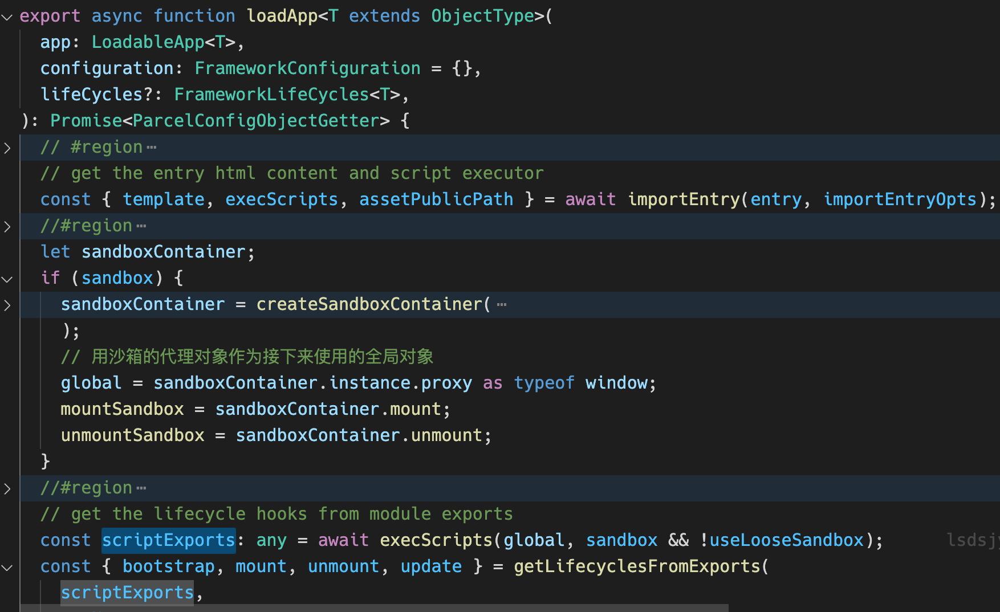 export async function loadApp<T extends ObjectType>(
app: LoadableApp<T>,
configuration: FrameworkConfiguration = {},
lifeCycles?: FrameworkLifeCycles<T>,
): Promise<ParcelConfigObjectGetter> {
// #region…
// get the entry html content and script executor
const { template, execScripts, assetPublicPath } = await importEntry(entry, importEntryOpts);
//#region…
let sandboxContainer;
if (sandbox) {
sandboxContainer = createSandboxContainer( …
);
// 用沙箱的代理对象作为接下来使用的全局对象
global = sandboxContainer.instance.proxy as typeof window;
mountSandbox = sandboxContainer.mount;
unmountSandbox = sandboxContainer.unmount;
}
//#region…
// get the lifecycle hooks from module exports
const scriptExports: any = await execScripts(global, sandbox && !useLooseSandbox);
const { bootstrap, mount, unmount, update } = getLifecyclesFromExports(
scriptExports,